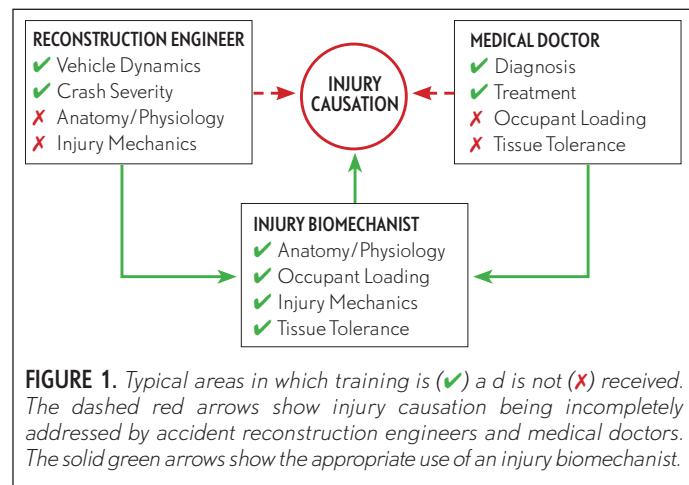 RECONSTRUCTION ENGINEER
✔ Vehicle Dynamics
✔ Crash Severity
✗ Anatomy/Physiology
✗ Injury Mechanics
INJURY
CAUSATION
MEDICAL DOCTOR
✔ Diagnosis
✔ Treatment
✗ Occupant Loading
✗ Tissue Tolerance
INJURY BIOMECHANIST
✔ Anatomy/Physiology
✔ Occupant Loading
✔ Injury Mechanics
✔ Tissue Tolerance
FIGURE 1. Typical areas in which training is (✔) a d is not (✗) received.
The dashed red arrows show injury causation being incompletely
addressed by accident reconstruction engineers and medical doctors.
The solid green arrows show the appropriate use of an injury biomechanist.